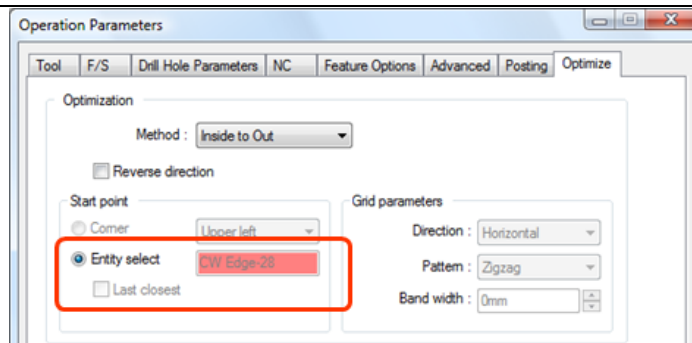 Operation Parameters
Tool F/S Drill Hole Parameters NC Feature Options Advanced Posting Optimize
Optimization
Method : Inside to Out
Reverse direction
Start point
Corner Upper left
Entity select CW Edge-28
Last closest
Grid parameters
Direction : Horizontal
Pattern : Zigzag
Band width : 0mm